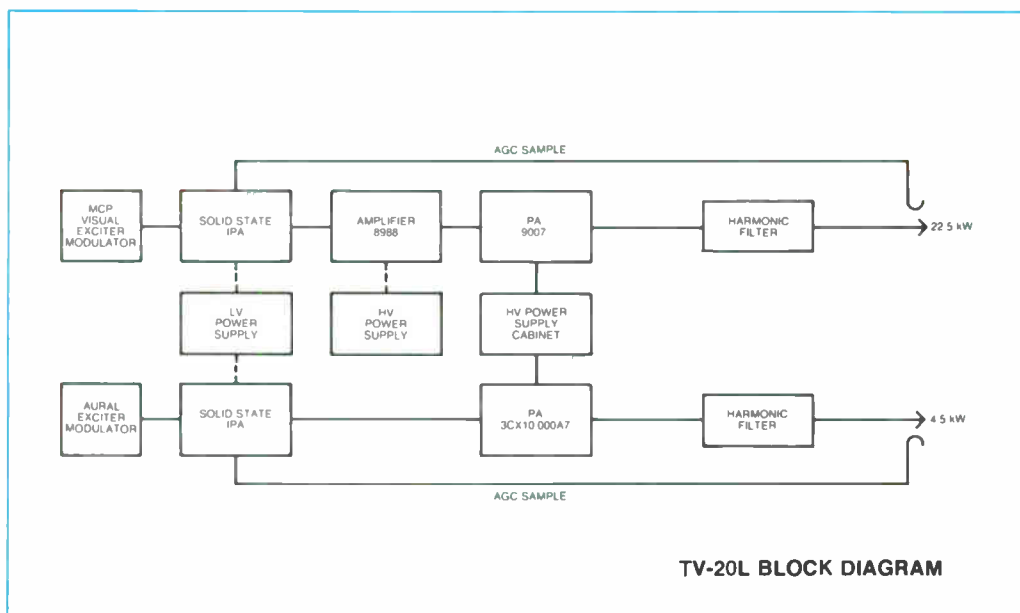 AGC SAMPLE
MCP
VISUAL
EXCITER
MODULATOR
SOLID STATE
IPA
AMPLIFIER
8988
PA
9007
HARMONIC
FILTER
22 5 kW
LV
POWER
SUPPLY
HV
POWER
SUPPLY
HV POWER
SUPPLY
CABINET
AURAL
EXCITER
MODULATOR
SOLID STATE
IPA
PA
3CX10 000A7
HARMONIC
FILTER
4 5 kW
AGC SAMPLE
TV-20L BLOCK DIAGRAM